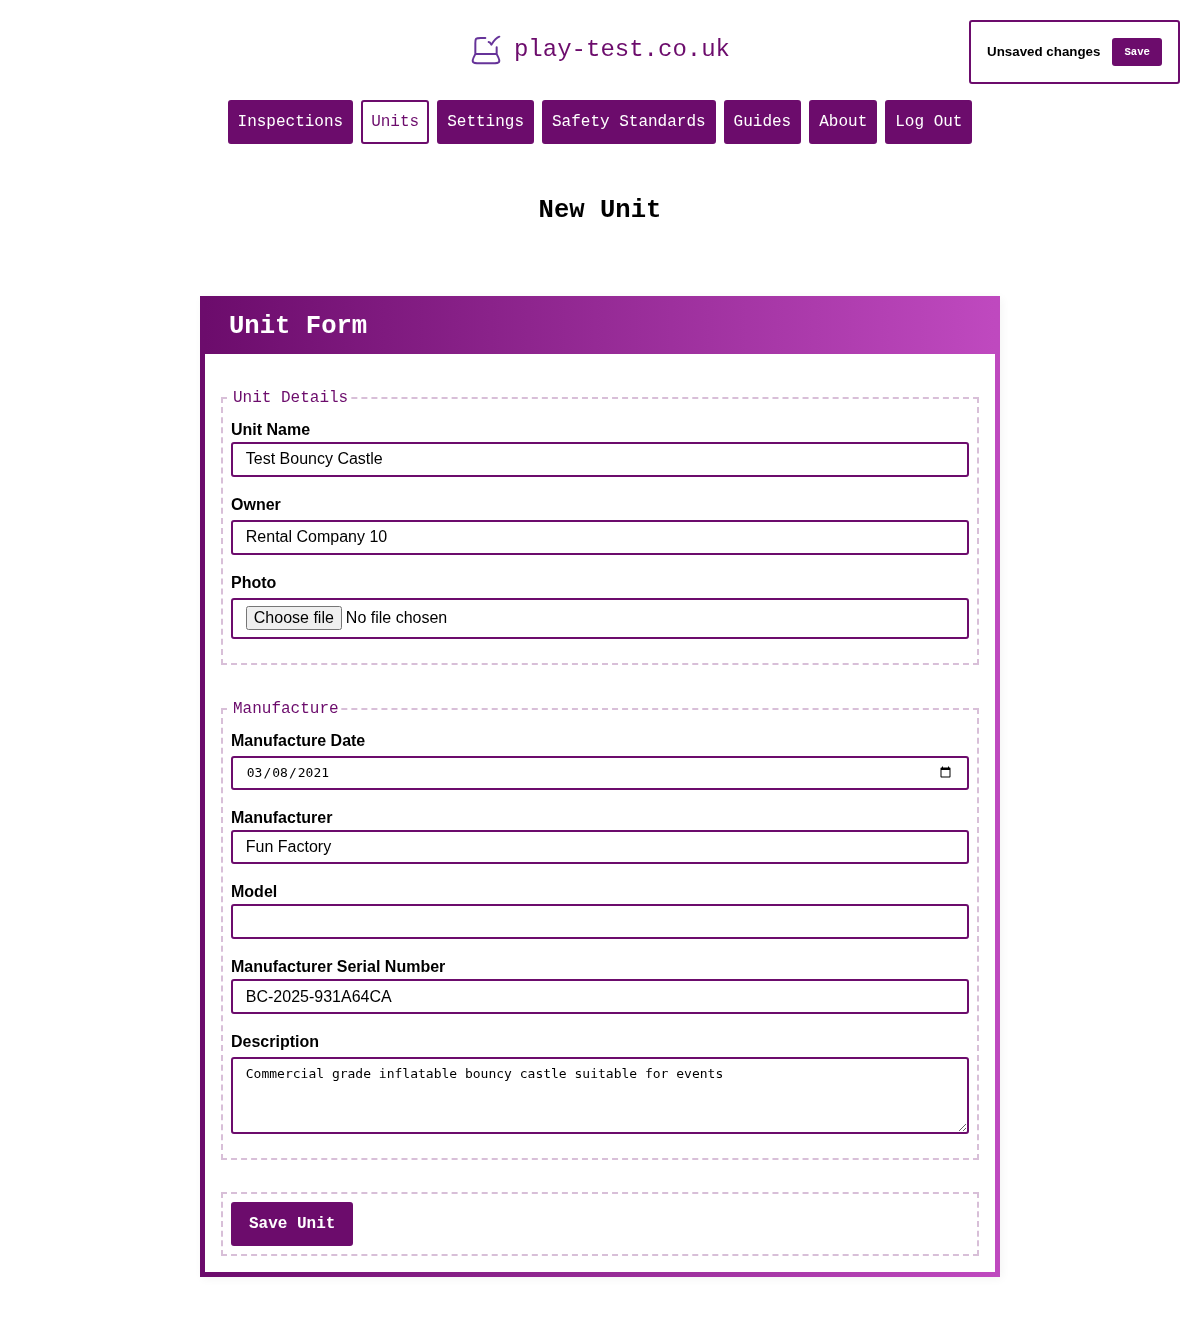 play-test.co.uk
Unsaved changes Save
Inspections Units Settings Safety Standards Guides About Log Out
New Unit
Unit Form
Unit Details
Unit Name
Test Bouncy Castle
Owner
Rental Company 10
Photo
Choose file No file chosen
Manufacture
Manufacture Date
03/08/2021
Manufacturer
Fun Factory
Model
Manufacturer Serial Number
BC-2025-931A64CA
Description
Commercial grade inflatable bouncy castle suitable for events
Save Unit